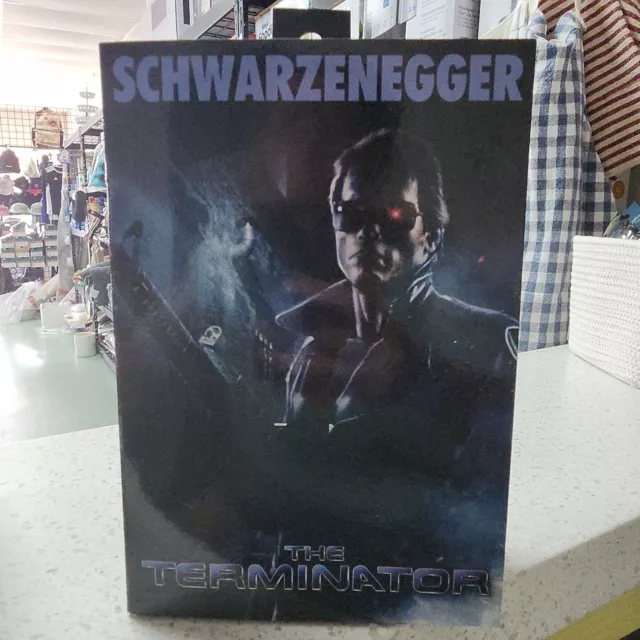 SCHWARZENEGGER
THE
TERMINATOR